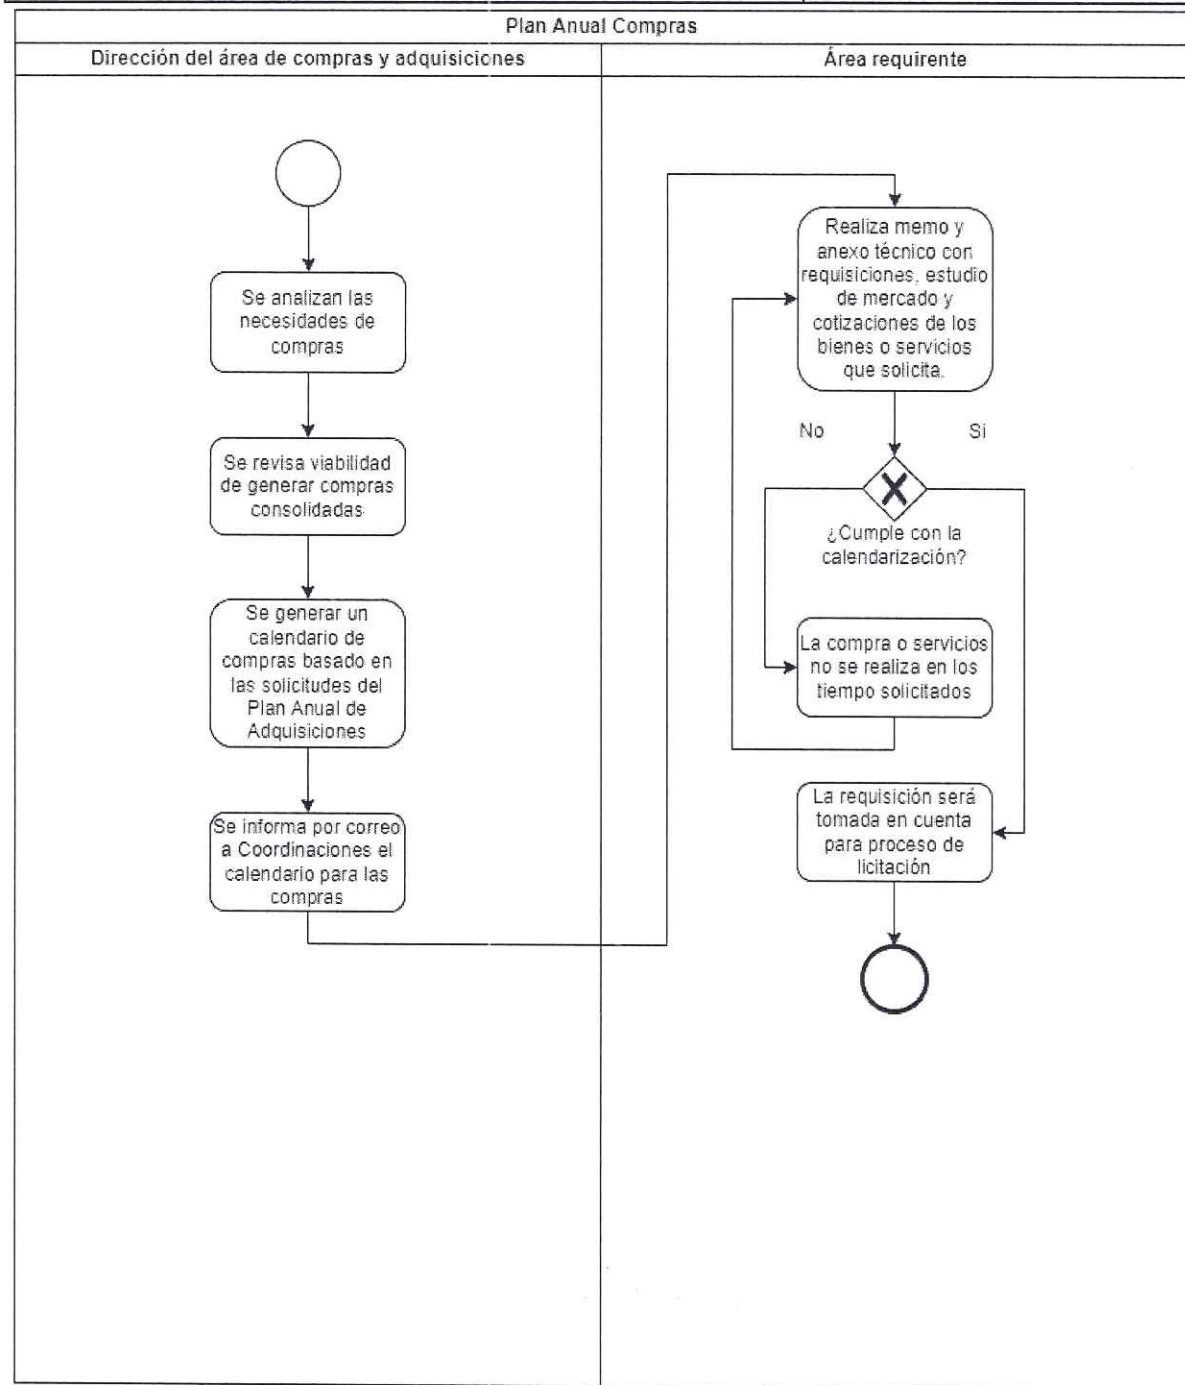 Plan Anual Compras
Dirección del área de compras y adquisiciones
Área requirente
Se analizan las
necesidades de
compras
Se revisa viabilidad
de generar compras
consolidadas
Se generar un
calendario de
compras basado en
las solicitudes del
Plan Anual de
Adquisiciones
Se informa por correo
a Coordinaciones el
calendario para las
compras
Realiza memo y
anexo técnico con
requisiciones, estudio
de mercado y
cotizaciones de los
bienes o servicios
que solicita.
No
Si
¿Cumple con la
calendarización?
La compra o servicios
no se realiza en los
tiempo solicitados
La requisición será
tomada en cuenta
para proceso de
licitación